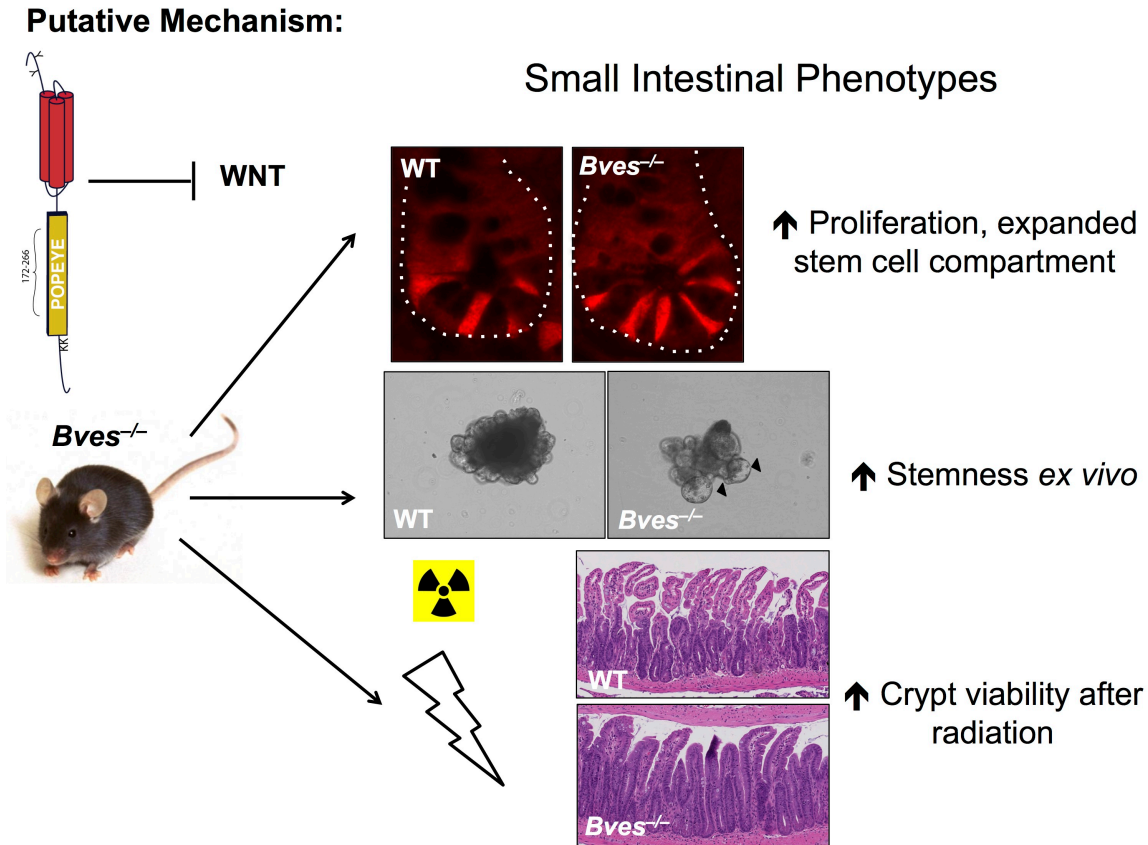 Putative Mechanism:
Small Intestinal Phenotypes
WNT
172-266
POPEYE
KK
WT
Bves–/–
↑ Proliferation, expanded
stem cell compartment
Bves–/–
WT
Bves–/–
↑ Stemness ex vivo
WT
Bves–/–
↑ Crypt viability after
radiation